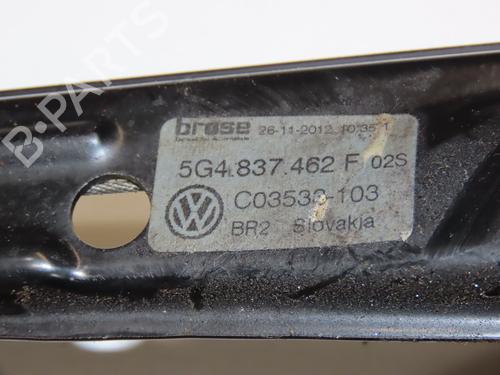 brose 26-11-2012 10:35
5G4.837.462 F 02S
C03533-103
BR2 Slovakia
B-PARTS